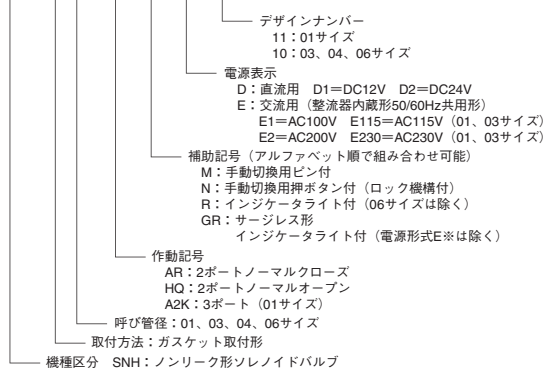 デザインナンバー
11：01サイズ
10：03、04、06サイズ
電源表示
D：直流用　D1＝DC12V　D2＝DC24V
E：交流用（整流器内蔵形50/60Hz共用形）
E1＝AC100V　E115＝AC115V（01、03サイズ）
E2＝AC200V　E230＝AC230V（01、03サイズ）
補助記号（アルファベット順で組み合わせ可能）
M：手動切換用ピン付
N：手動切換用押ボタン付（ロック機構付）
R：インジケータライト付（06サイズは除く）
GR：サージレス形
インジケータライト付（電源形式E※は除く）
作動記号
AR：2ポートノーマルクローズ
HQ：2ポートノーマルオープン
A2K：3ポート（01サイズ）
呼び管径：01、03、04、06サイズ
取付方法：ガスケット取付形
機種区分　SNH：ノンリーク形ソレノイドバルブ